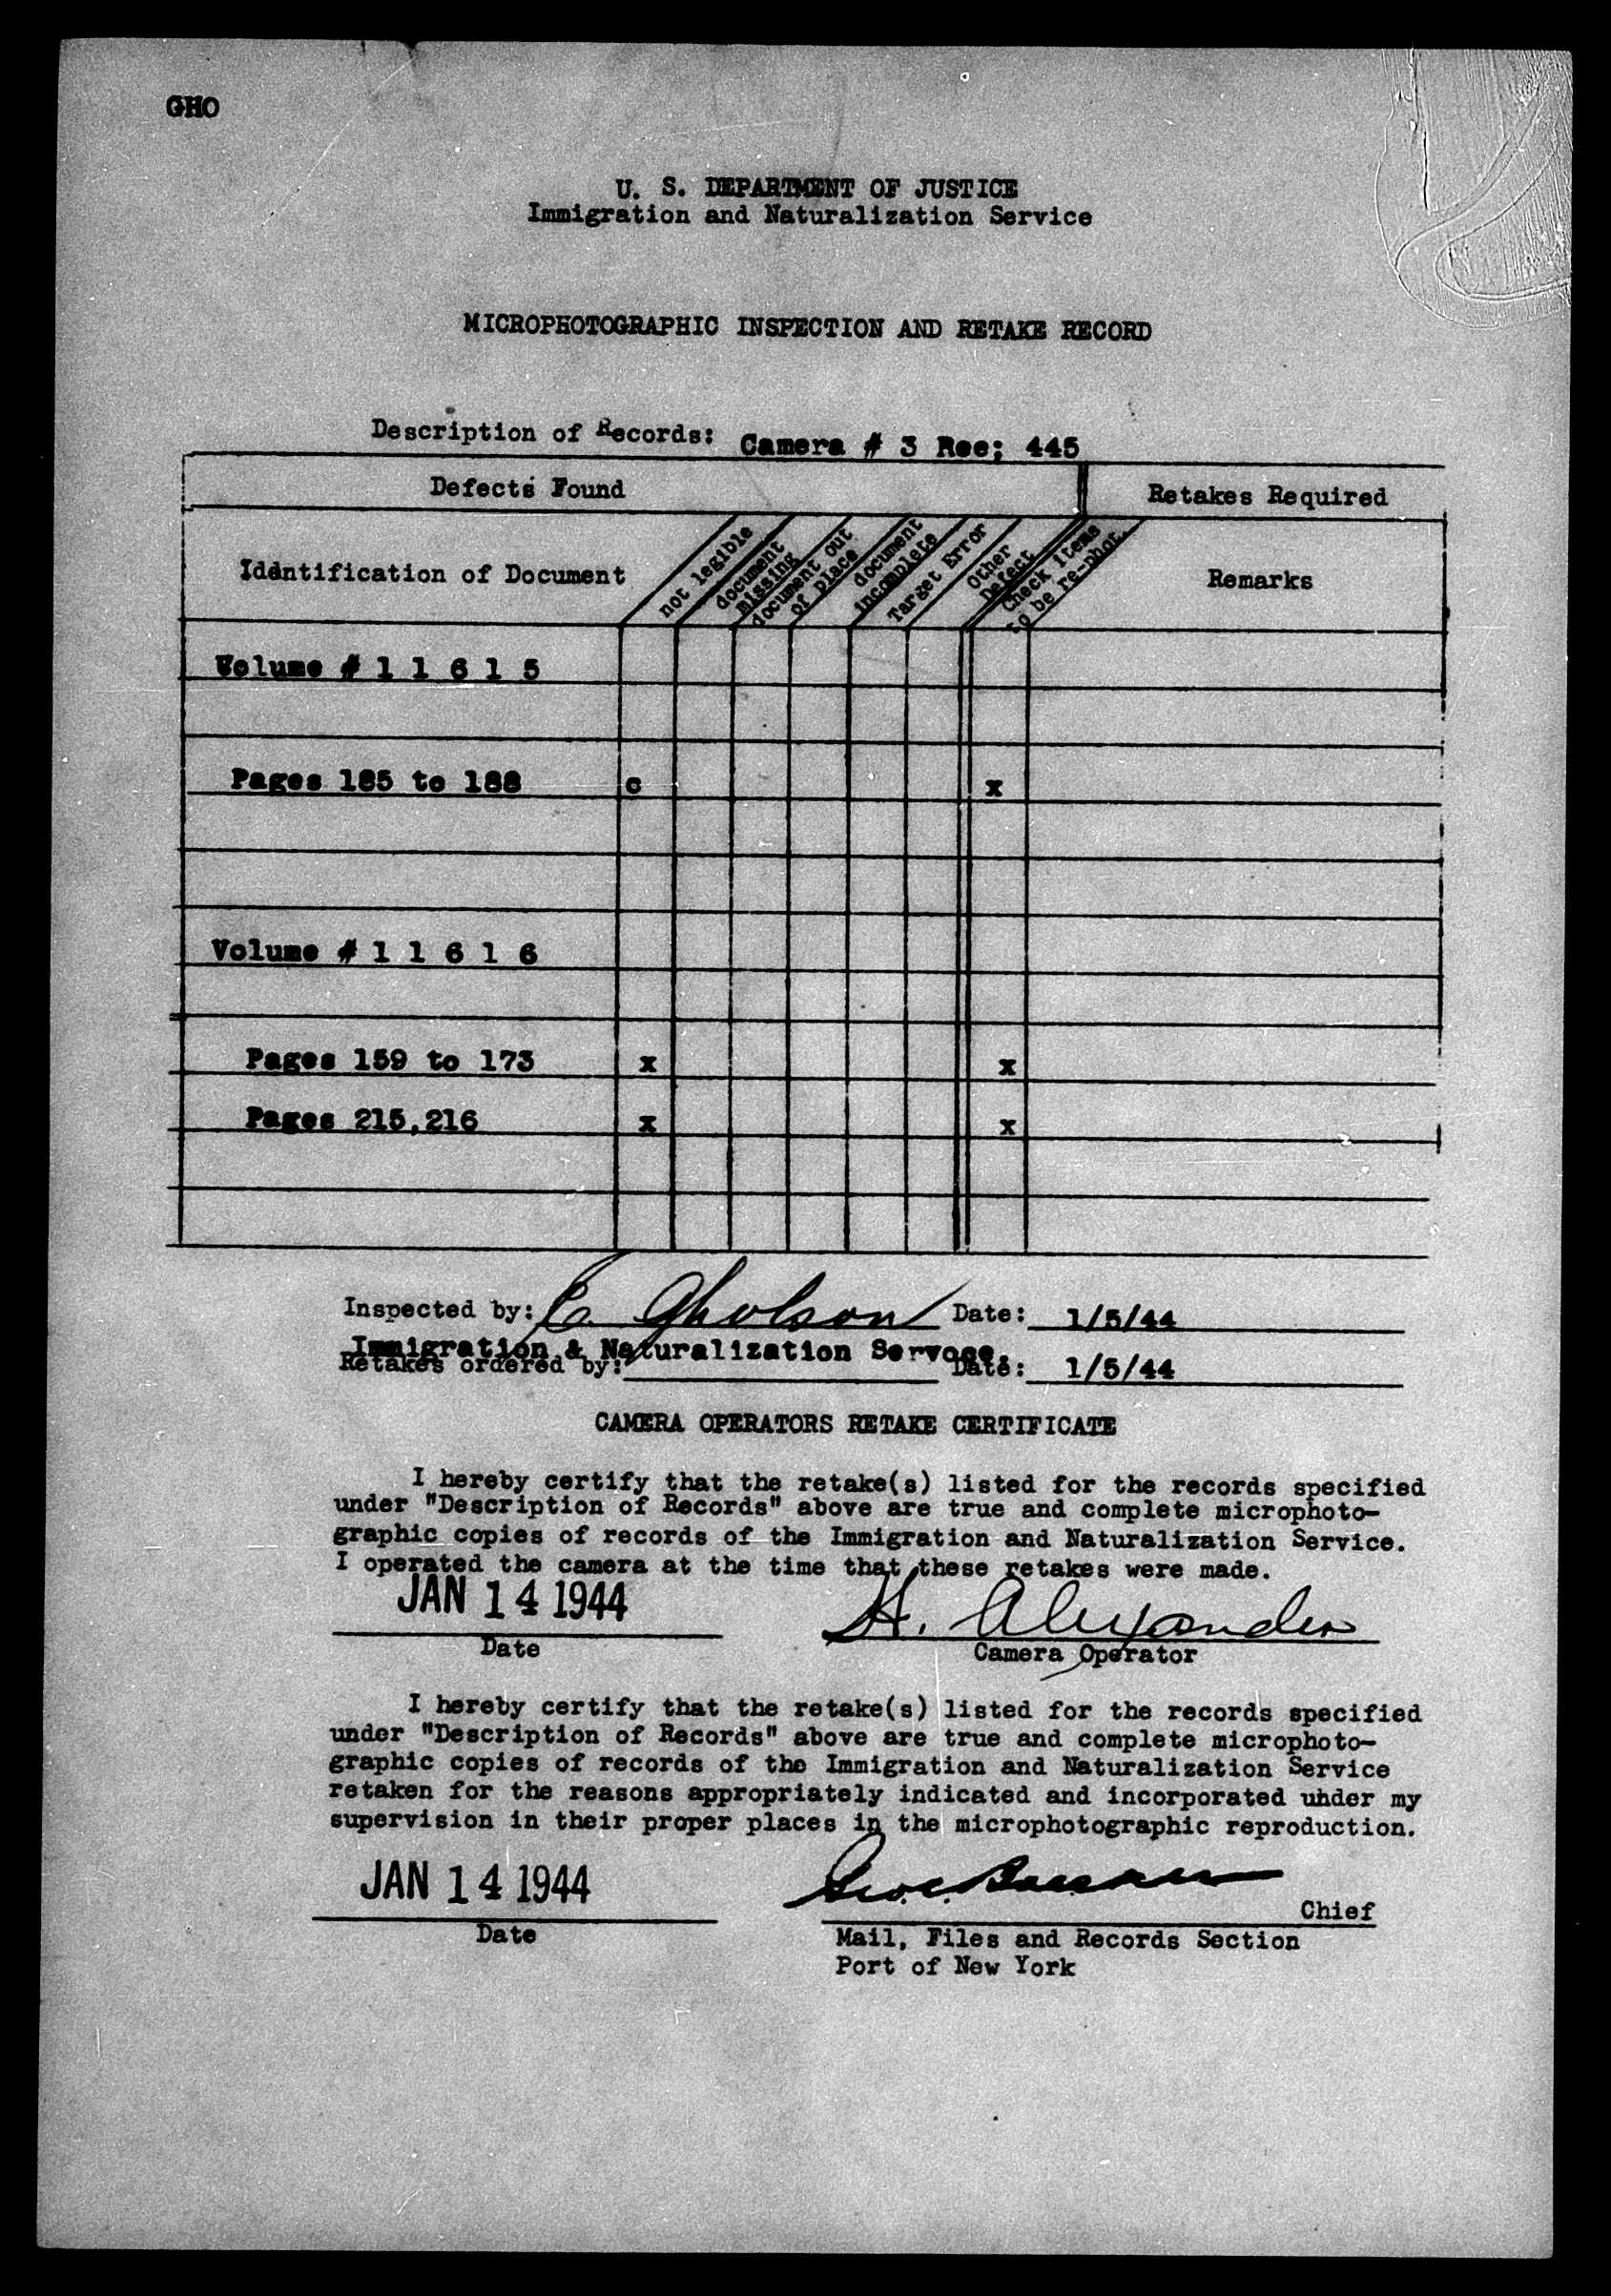 GHO
U. S. DEPARTMENT OF JUSTICE
Immigration and Naturalization Service
MICROPHOTOGRAPHIC INSPECTION AND RETAKE RECORD
Description of Records: Camera # 3 Ree; 445
Defects Found
Retakes Required
Identification of Document
not legible
document missing
document out of place
document incomplete
Target Error
Other Defect
Check items to be re-phot.
Remarks
Volume # 1 1 6 1 5
Pages 185 to 188 c x
Volume # 1 1 6 1 6
Pages 159 to 173 x x
Pages 215,216 x x
Inspected by: C. Gholson Date: 1/5/44
Immigration & Naturalization Servoce.
Retakes ordered by: Date: 1/5/44
CAMERA OPERATORS RETAKE CERTIFICATE
I hereby certify that the retake(s) listed for the records specified
under "Description of Records" above are true and complete microphoto-
graphic copies of records of the Immigration and Naturalization Service.
I operated the camera at the time that these retakes were made.
JAN 14 1944 H. Alexander
Date Camera Operator
I hereby certify that the retake(s) listed for the records specified
under "Description of Records" above are true and complete microphoto-
graphic copies of records of the Immigration and Naturalization Service
retaken for the reasons appropriately indicated and incorporated under my
supervision in their proper places in the microphotographic reproduction.
JAN 14 1944
Chief
Date Mail, Files and Records Section
Port of New York